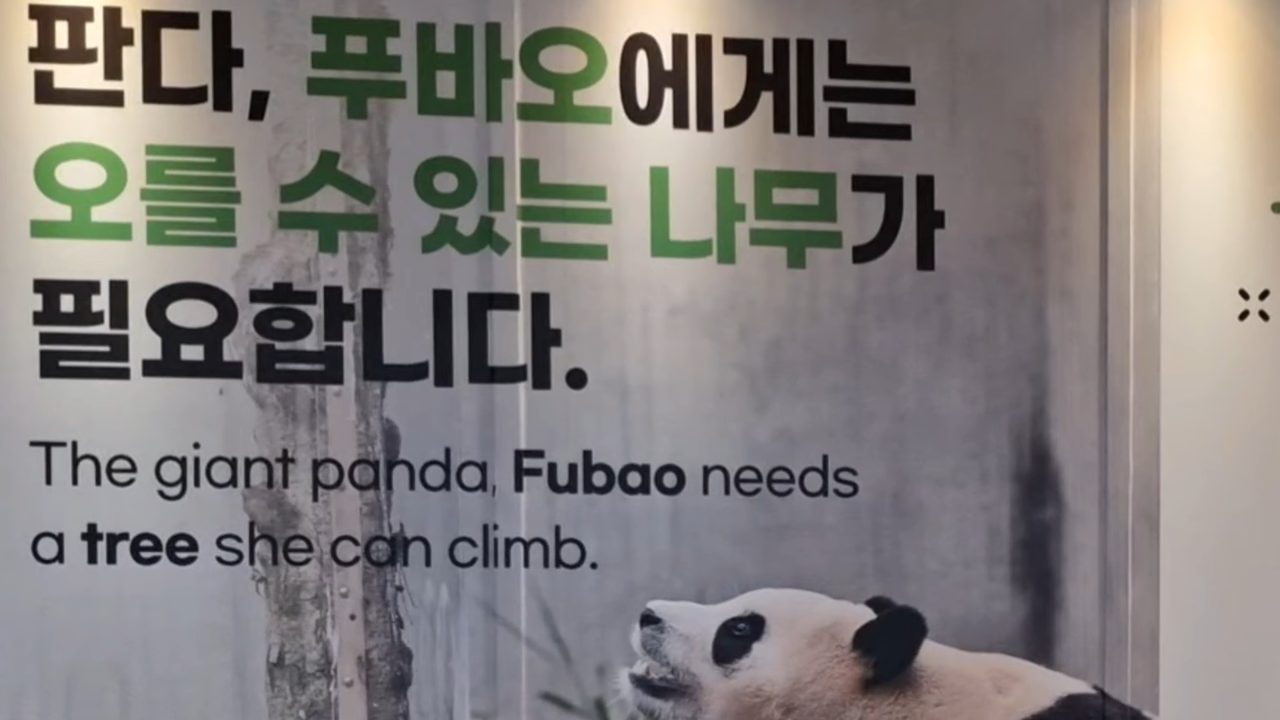 판다, 푸바오에게는
오를 수 있는 나무가
필요합니다.
The giant panda, Fubao needs
a tree she can climb.